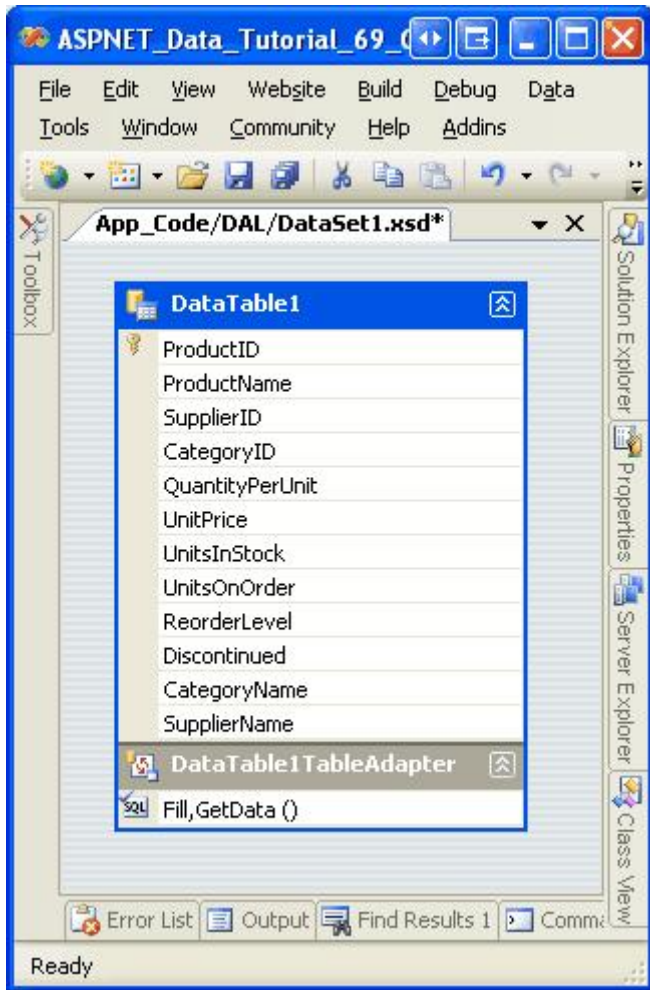 ASPNET_Data_Tutorial_69_
File Edit View Website Build Debug Data
Tools Window Community Help Addins
App_Code/DAL/DataSet1.xsd*
Toolbox
DataTable1
ProductID
ProductName
SupplierID
CategoryID
QuantityPerUnit
UnitPrice
UnitsInStock
UnitsOnOrder
ReorderLevel
Discontinued
CategoryName
SupplierName
DataTable1TableAdapter
SQL Fill,GetData ()
Solution Explorer
Properties
Server Explorer
Class View
Error List Output Find Results 1 Comma
Ready